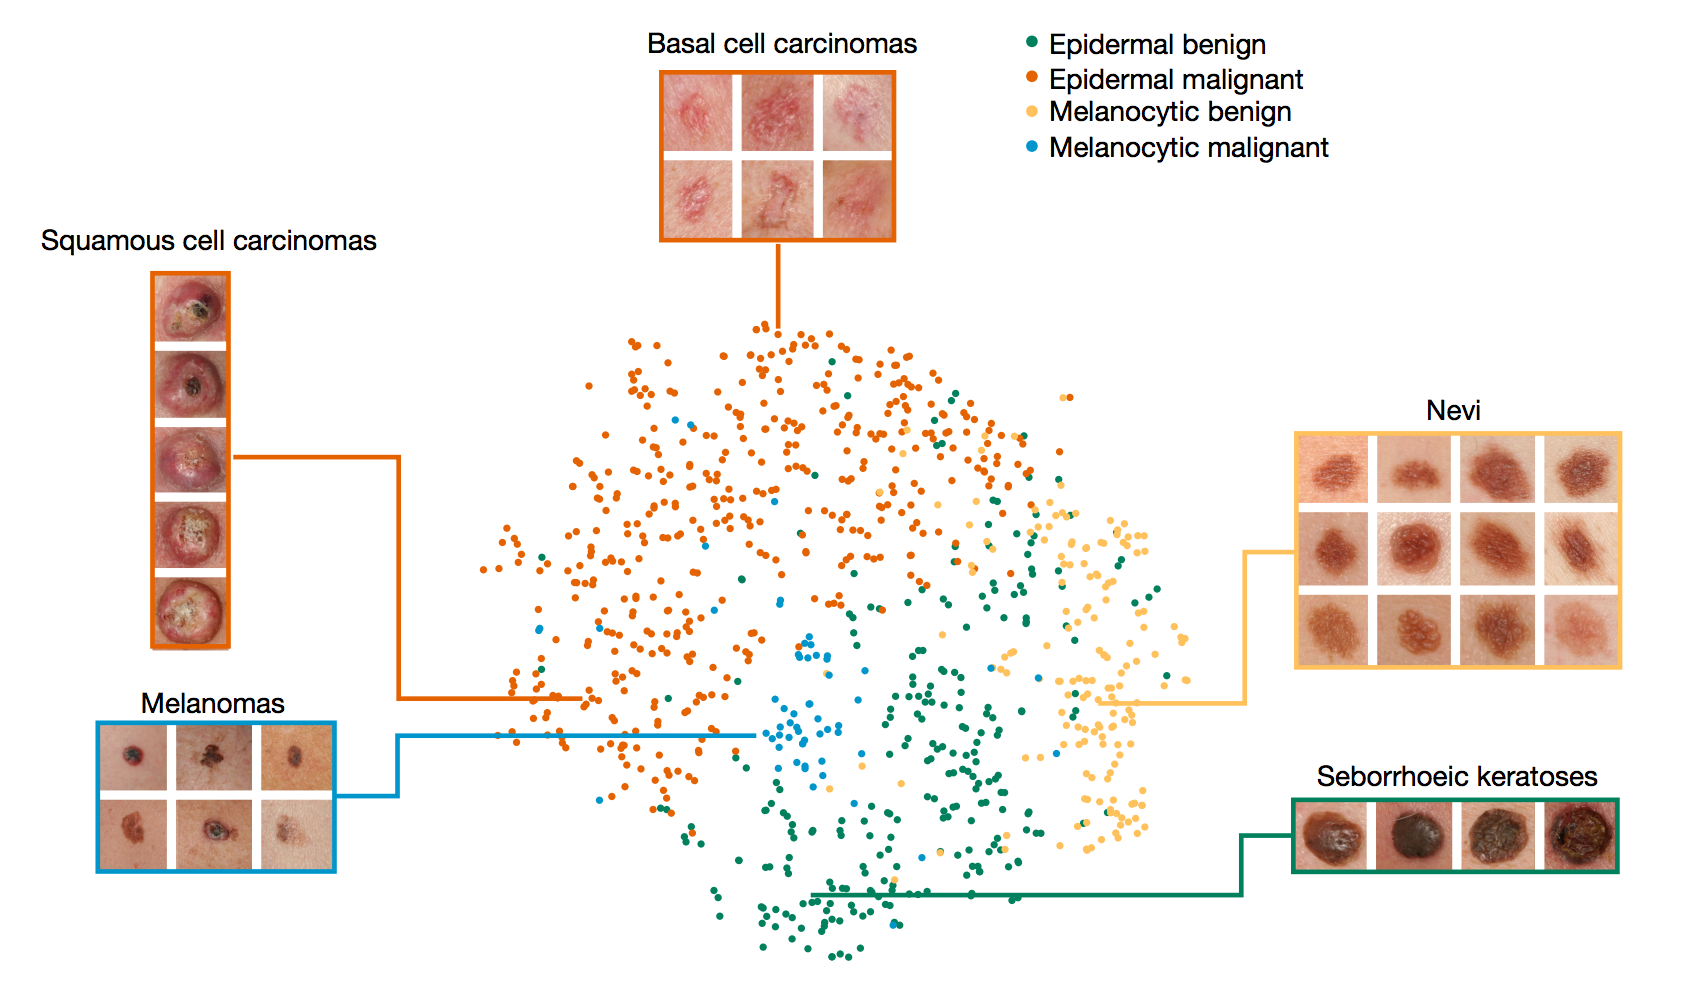 Basal cell carcinomas
Epidermal benign
Epidermal malignant
Melanocytic benign
Melanocytic malignant
Squamous cell carcinomas
Nevi
Melanomas
Seborrhoeic keratoses